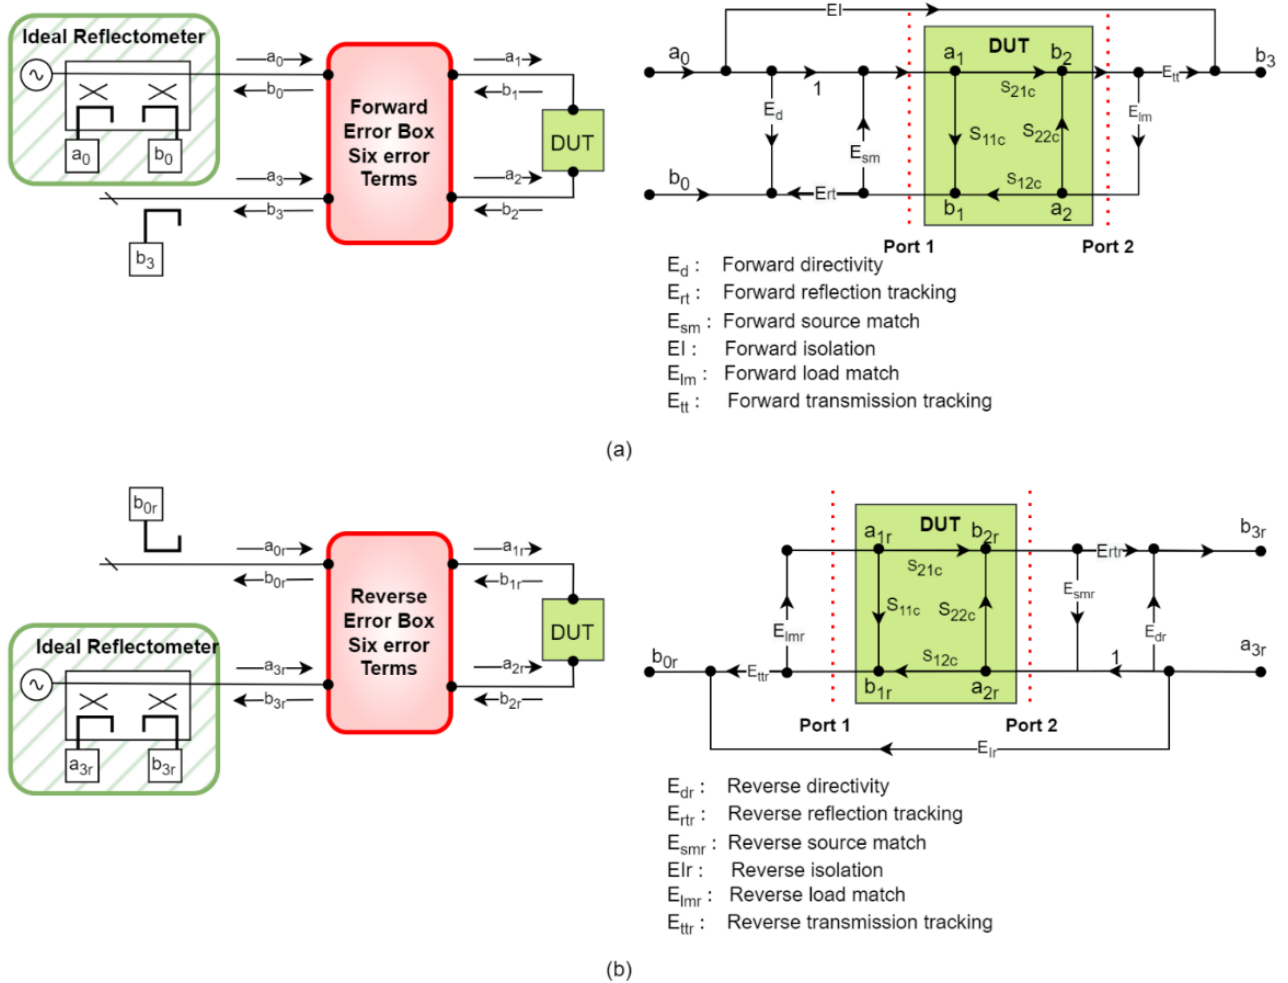 Ideal Reflectometer
a0
b0
a0
b0
a3
b3
b3
Forward
Error Box
Six error
Terms
a1
b1
DUT
a2
b2
EI
a0
1
Ed
Esm
Ert
b0
DUT
a1
b2
S21c
S11c
S22c
S12c
b1
a2
Ett
Elm
b3
Port 1
Port 2
Ed : Forward directivity
Ert : Forward reflection tracking
Esm : Forward source match
EI : Forward isolation
Elm : Forward load match
Ett : Forward transmission tracking
(a)
b0r
a0r
b0r
Ideal Reflectometer
a3r
b3r
a3r
b3r
Reverse
Error Box
Six error
Terms
a1r
b1r
DUT
a2r
b2r
DUT
a1r
b2r
S21c
S11c
S22c
S12c
b1r
a2r
Elmr
Ettr
b0r
Ertr
Esmr
Edr
1
b3r
a3r
Port 1
Port 2
EIr
Edr : Reverse directivity
Ertr : Reverse reflection tracking
Esmr : Reverse source match
EIr : Reverse isolation
Elmr : Reverse load match
Ettr : Reverse transmission tracking
(b)